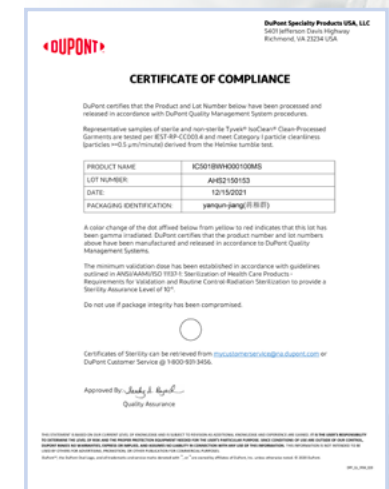 DuPont Specialty Products USA, LLC
5401 Jefferson Davis Highway
Richmond, VA 23234 USA
DUPONT
CERTIFICATE OF COMPLIANCE
DuPont certifies that the Product and Lot Number below have been processed and
released in accordance with DuPont Quality Management System procedures.
Representative samples of sterile and non-sterile Tyvek® IsoClean® Clean-Processed
Garments are tested per IEST-RP-CC003.4 and meet Category I particle cleanliness
(particles >=0.5 µm/minute) derived from the Helmke tumble test.
PRODUCT NAME IC501BWH000100MS
LOT NUMBER: AHS2150153
DATE: 12/15/2021
PACKAGING IDENTIFICATION: yanqun-jiang
A color change of the dot affixed below from yellow to red indicates that this lot has
been gamma irradiated. DuPont certifies that the product number and lot numbers
above have been manufactured and released in accordance to DuPont Quality
Management Systems.
The minimum validation dose has been established in accordance with guidelines
outlined in ANSI/AAMI/ISO 11137-1: Sterilization of Health Care Products -
Requirements for Validation and Routine Control-Radiation Sterilization to provide a
Sterility Assurance Level of
Do not use if package integrity has been compromised.
Certificates of Sterility can be retrieved from mycustomerservice@na.dupont.com or
DuPont Customer Service @ 1-800-931-3456.
Approved By:
Quality Assurance